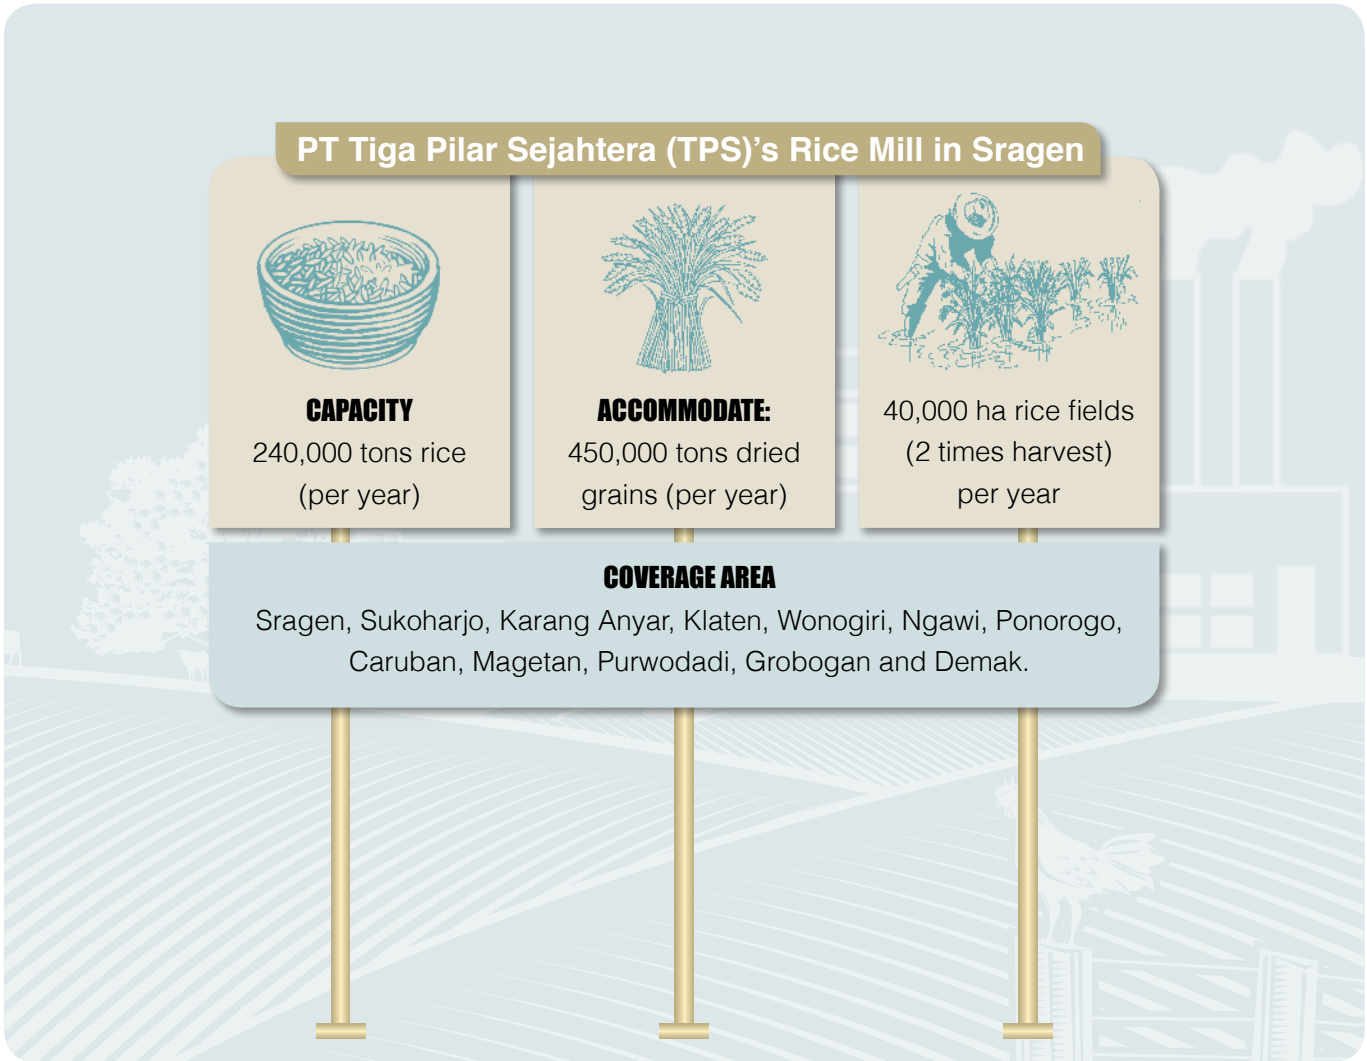 PT Tiga Pilar Sejahtera (TPS)'s Rice Mill in Sragen
CAPACITY
240,000 tons rice
(per year)
ACCOMMODATE:
450,000 tons dried
grains (per year)
40,000 ha rice fields
(2 times harvest)
per year
COVERAGE AREA
Sragen, Sukoharjo, Karang Anyar, Klaten, Wonogiri, Ngawi, Ponorogo,
Caruban, Magetan, Purwodadi, Grobogan and Demak.